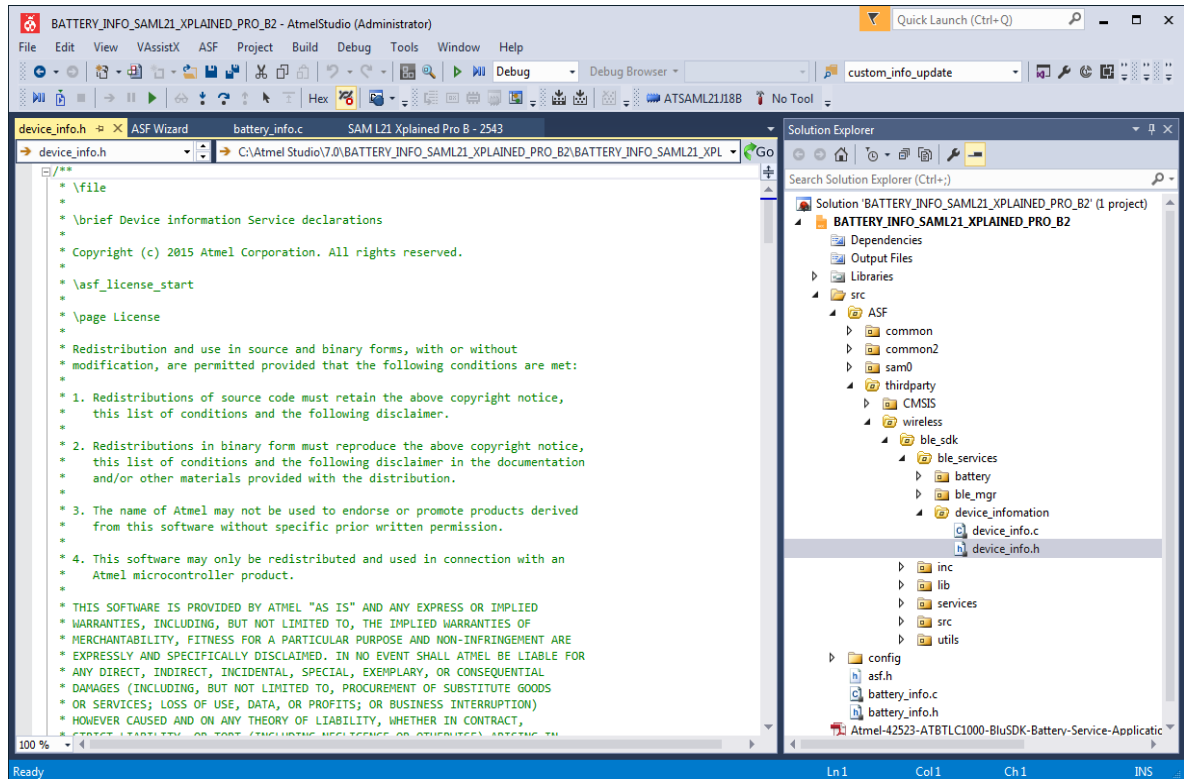 BATTERY_INFO_SAML21_XPLAINED_PRO_B2 - AtmelStudio (Administrator)
Quick Launch (Ctrl+Q)
File Edit View VAssistX ASF Project Build Debug Tools Window Help
Debug Debug Browser custom_info_update
Hex ATSAML21J18B No Tool
device_info.h ASF Wizard battery_info.c SAM L21 Xplained Pro B - 2543
device_info.h C:\Atmel Studio\7.0\BATTERY_INFO_SAML21_XPLAINED_PRO_B2\BATTERY_INFO_SAML21_XPL Go
/**
* \file
*
* \brief Device information Service declarations
*
* Copyright (c) 2015 Atmel Corporation. All rights reserved.
*
* \asf_license_start
*
* \page License
*
* Redistribution and use in source and binary forms, with or without
* modification, are permitted provided that the following conditions are met:
*
* 1. Redistributions of source code must retain the above copyright notice,
*    this list of conditions and the following disclaimer.
*
* 2. Redistributions in binary form must reproduce the above copyright notice,
*    this list of conditions and the following disclaimer in the documentation
*    and/or other materials provided with the distribution.
*
* 3. The name of Atmel may not be used to endorse or promote products derived
*    from this software without specific prior written permission.
*
* 4. This software may only be redistributed and used in connection with an
*    Atmel microcontroller product.
*
* THIS SOFTWARE IS PROVIDED BY ATMEL "AS IS" AND ANY EXPRESS OR IMPLIED
* WARRANTIES, INCLUDING, BUT NOT LIMITED TO, THE IMPLIED WARRANTIES OF
* MERCHANTABILITY, FITNESS FOR A PARTICULAR PURPOSE AND NON-INFRINGEMENT ARE
* EXPRESSLY AND SPECIFICALLY DISCLAIMED. IN NO EVENT SHALL ATMEL BE LIABLE FOR
* ANY DIRECT, INDIRECT, INCIDENTAL, SPECIAL, EXEMPLARY, OR CONSEQUENTIAL
* DAMAGES (INCLUDING, BUT NOT LIMITED TO, PROCUREMENT OF SUBSTITUTE GOODS
* OR SERVICES; LOSS OF USE, DATA, OR PROFITS; OR BUSINESS INTERRUPTION)
* HOWEVER CAUSED AND ON ANY THEORY OF LIABILITY, WHETHER IN CONTRACT,
* STRICT LIABILITY, OR TORT (INCLUDING NEGLIGENCE OR OTHERWISE) ARISING IN
100 %
Solution Explorer
Search Solution Explorer (Ctrl+;)
Solution 'BATTERY_INFO_SAML21_XPLAINED_PRO_B2' (1 project)
BATTERY_INFO_SAML21_XPLAINED_PRO_B2
Dependencies
Output Files
Libraries
src
ASF
common
common2
sam0
thirdparty
CMSIS
wireless
ble_sdk
ble_services
battery
ble_mgr
device_infomation
device_info.c
device_info.h
inc
lib
services
src
utils
config
asf.h
battery_info.c
battery_info.h
Atmel-42523-ATBTLC1000-BluSDK-Battery-Service-Applicatic
Ready Ln 1 Col 1 Ch 1 INS